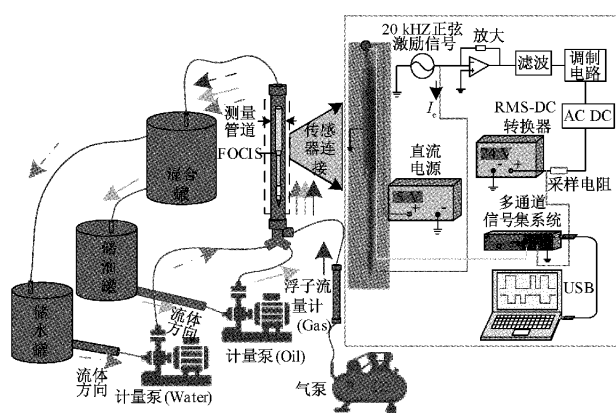 20 kHZ正弦
激励信号
放大
滤波
调制
电路
I_c
AC DC
RMS-DC
转换器
24 V
采样电阻
直流
电源
5 V
多通道
信号集系统
USB
测量
管道
FOCIS
传感
器连
接
混合
罐
储油罐
储水罐
流体
方向
流体
方向
浮子流
量计
(Gas)
计量泵(Oil)
计量泵(Water)
气泵